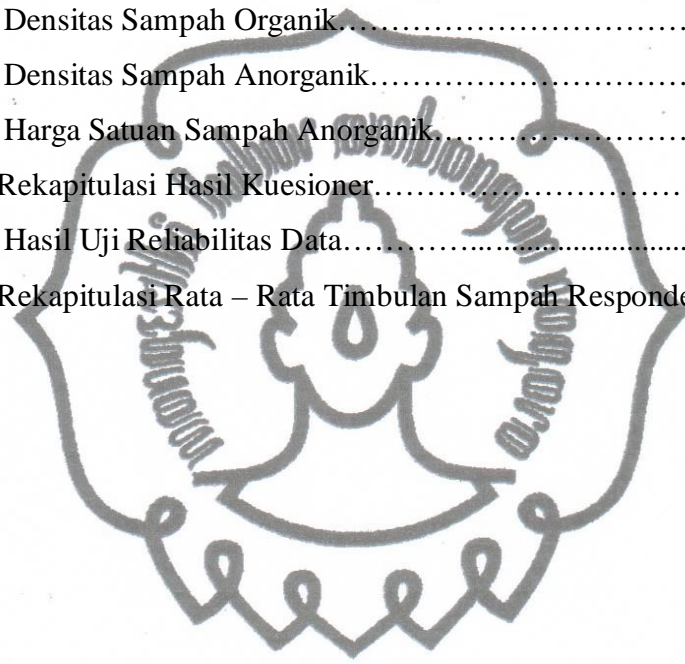 Densitas Sampah Organik……………………………
Densitas Sampah Anorganik…………………………
Harga Satuan Sampah Anorganik……………………
Rekapitulasi Hasil Kuesioner…………………………
Hasil Uji Reliabilitas Data…………...........................
Rekapitulasi Rata – Rata Timbulan Sampah Responde